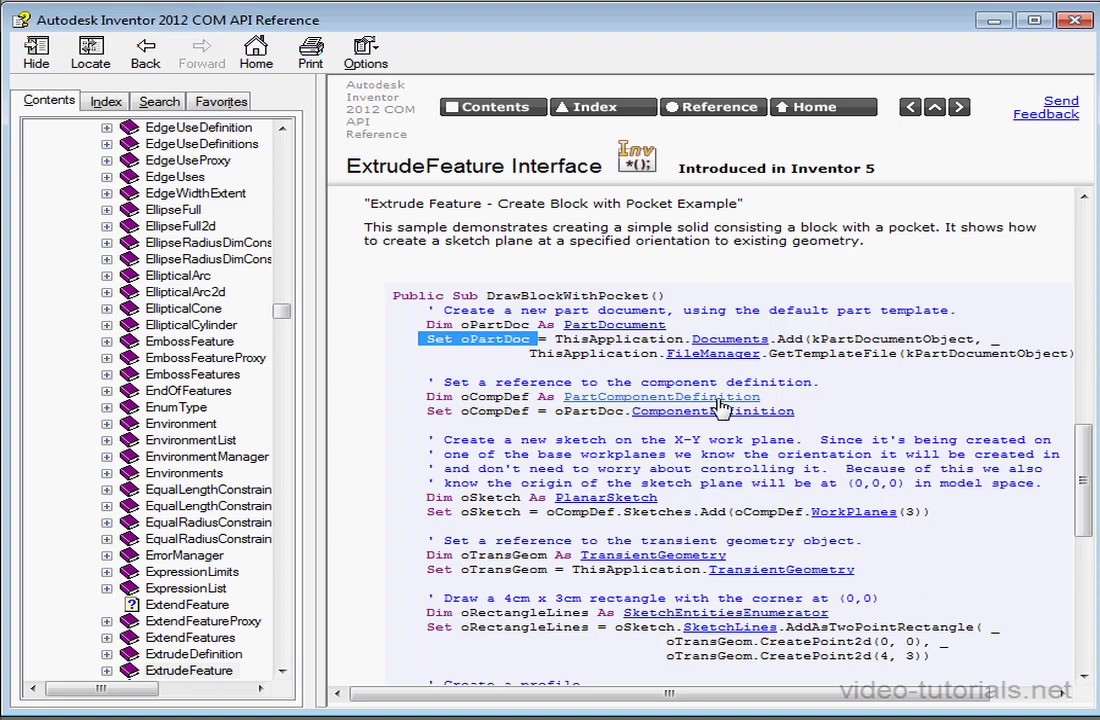 Autodesk Inventor 2012 COM API Reference
Hide Locate Back Forward Home Print Options
Contents Index Search Favorites
EdgeUseDefinition
EdgeUseDefinitions
EdgeUseProxy
EdgeUses
EdgeWidthExtent
EllipseFull
EllipseFull2d
EllipseRadiusDimCons
EllipseRadiusDimCons
EllipticalArc
EllipticalArc2d
EllipticalCone
EllipticalCylinder
EmbossFeature
EmbossFeatureProxy
EmbossFeatures
EndOfFeatures
EnumType
Environment
EnvironmentList
EnvironmentManager
Environments
EqualLengthConstrain
EqualLengthConstrain
EqualRadiusConstrain
EqualRadiusConstrain
ErrorManager
ExpressionLimits
ExpressionList
ExtendFeature
ExtendFeatureProxy
ExtendFeatures
ExtrudeDefinition
ExtrudeFeature
Autodesk
Inventor
2012 COM
API
Reference
Contents Index Reference Home
Send
Feedback
ExtrudeFeature Interface Inv *(); Introduced in Inventor 5
"Extrude Feature - Create Block with Pocket Example"
This sample demonstrates creating a simple solid consisting a block with a pocket. It shows how
to create a sketch plane at a specified orientation to existing geometry.
Public Sub DrawBlockWithPocket()
' Create a new part document, using the default part template.
Dim oPartDoc As PartDocument
Set oPartDoc = ThisApplication.Documents.Add(kPartDocumentObject, _
ThisApplication.FileManager.GetTemplateFile(kPartDocumentObject)
' Set a reference to the component definition.
Dim oCompDef As PartComponentDefinition
Set oCompDef = oPartDoc.ComponentDefinition
' Create a new sketch on the X-Y work plane. Since it's being created on
' one of the base workplanes we know the orientation it will be created in
' and don't need to worry about controlling it. Because of this we also
' know the origin of the sketch plane will be at (0,0,0) in model space.
Dim oSketch As PlanarSketch
Set oSketch = oCompDef.Sketches.Add(oCompDef.WorkPlanes(3))
' Set a reference to the transient geometry object.
Dim oTransGeom As TransientGeometry
Set oTransGeom = ThisApplication.TransientGeometry
' Draw a 4cm x 3cm rectangle with the corner at (0,0)
Dim oRectangleLines As SketchEntitiesEnumerator
Set oRectangleLines = oSketch.SketchLines.AddAsTwoPointRectangle( _
oTransGeom.CreatePoint2d(0, 0), _
oTransGeom.CreatePoint2d(4, 3))
' Create a profile.
video-tutorials.net